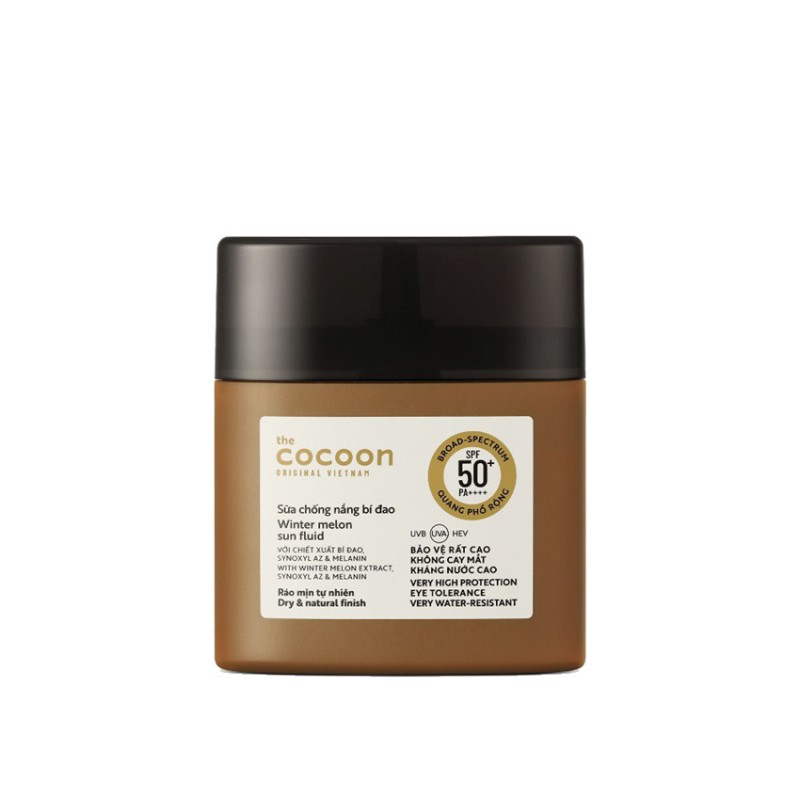 the
cocoon
ORIGINAL VIETNAM
Sữa chống nắng bí đao
Winter melon
sun fluid
VỚI CHIẾT XUẤT BÍ ĐAO,
SYNOXYL AZ & MELANIN
WITH WINTER MELON EXTRACT,
SYNOXYL AZ & MELANIN
Ráo mịn tự nhiên
Dry & natural finish
BROAD-SPECTRUM
SPF
50+
PA++++
QUANG PHỔ RỘNG
UVB UVA HEV
BẢO VỆ RẤT CAO
KHÔNG CAY MẮT
KHÁNG NƯỚC CAO
VERY HIGH PROTECTION
EYE TOLERANCE
VERY WATER-RESISTANT